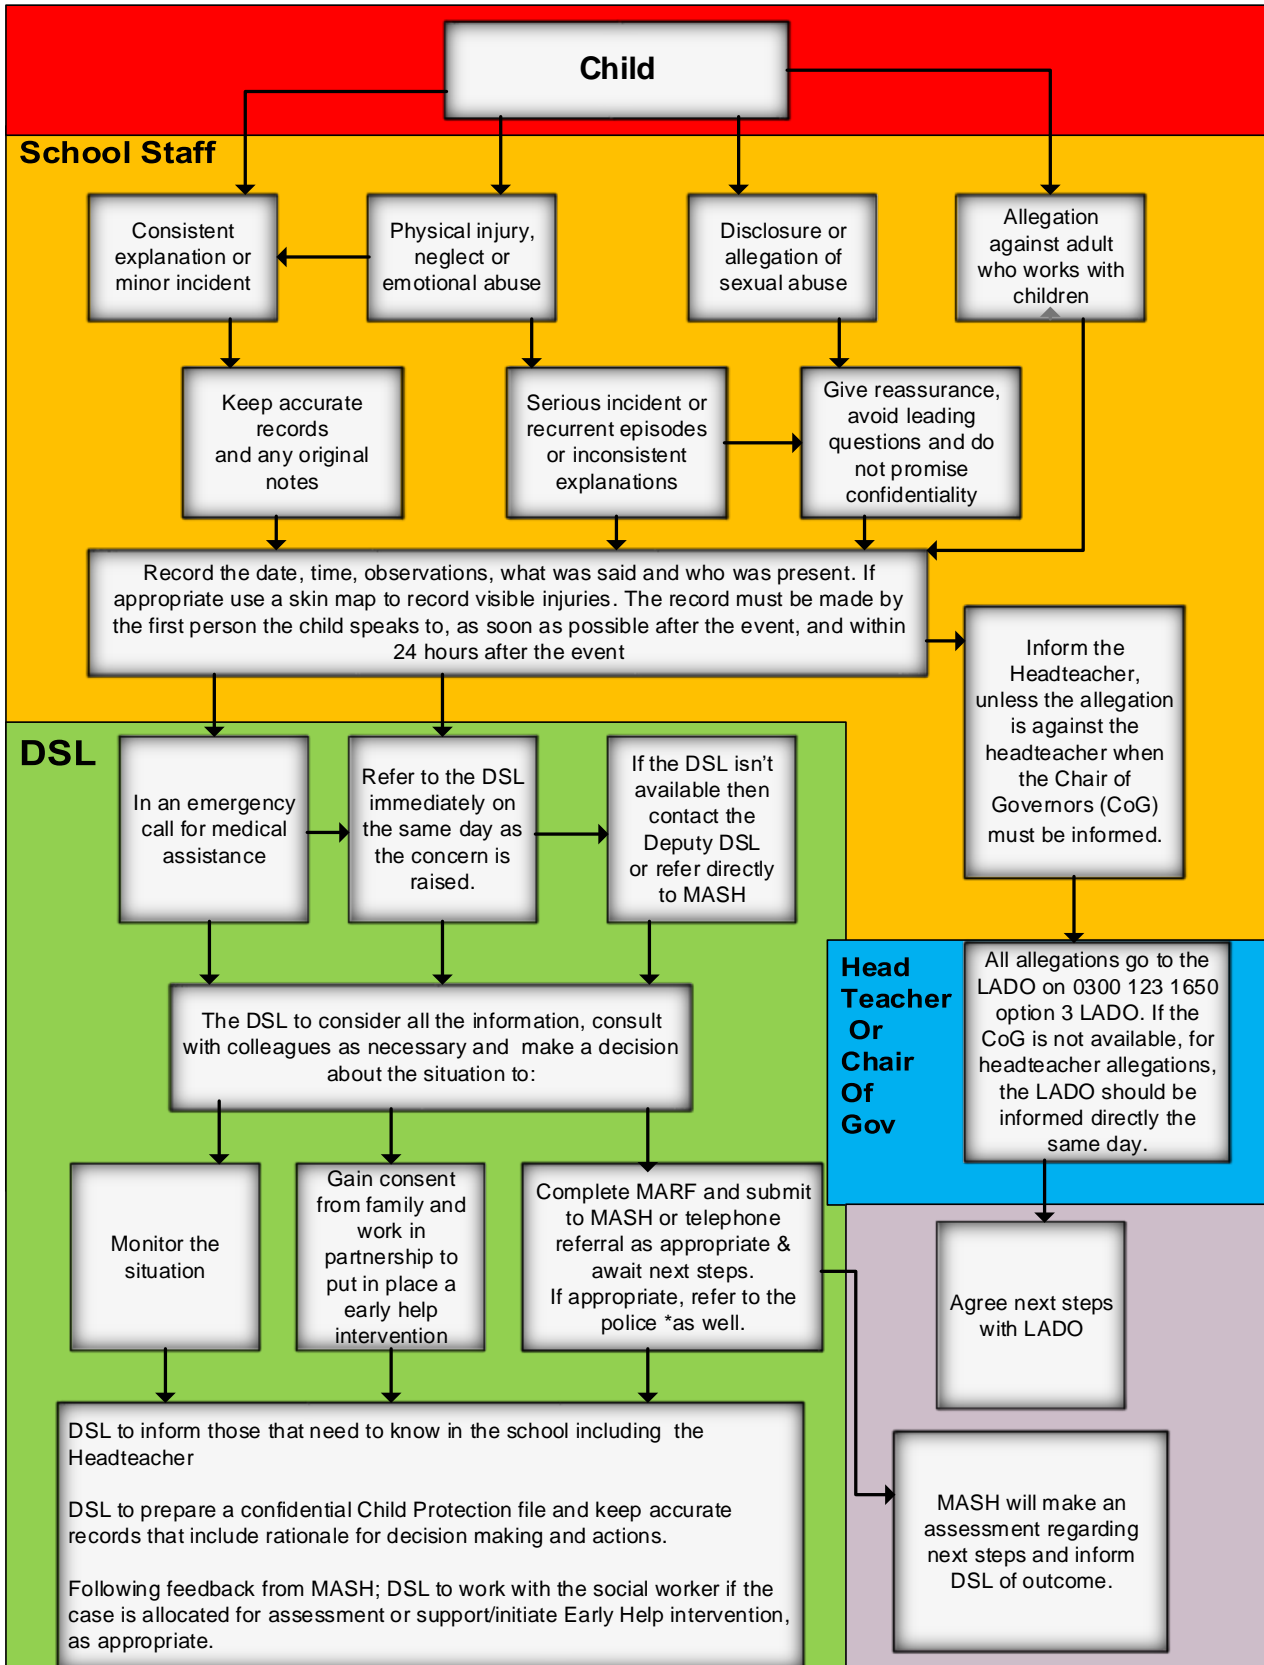 Child
School Staff
Consistent
explanation or
minor incident
Physical injury,
neglect or
emotional abuse
Disclosure or
allegation of
sexual abuse
Allegation
against adult
who works with
children
Keep accurate
records
and any original
notes
Serious incident or
recurrent episodes
or inconsistent
explanations
Give reassurance,
avoid leading
questions and do
not promise
confidentiality
Record the date, time, observations, what was said and who was present. If
appropriate use a skin map to record visible injuries. The record must be made by
the first person the child speaks to, as soon as possible after the event, and within
24 hours after the event
Inform the
Headteacher,
unless the allegation
is against the
headteacher when
the Chair of
Governors (CoG)
must be informed.
DSL
In an emergency
call for medical
assistance
Refer to the DSL
immediately on
the same day as
the concern is
raised.
If the DSL isn't
available then
contact the
Deputy DSL
or refer directly
to MASH
Head
Teacher
Or
Chair
Of
Gov
All allegations go to the
LADO on 0300 123 1650
option 3 LADO. If the
CoG is not available, for
headteacher allegations,
the LADO should be
informed directly the
same day.
The DSL to consider all the information, consult
with colleagues as necessary and make a decision
about the situation to:
Monitor the
situation
Gain consent
from family and
work in
partnership to
put in place a
early help
intervention
Complete MARF and submit
to MASH or telephone
referral as appropriate &
await next steps.
If appropriate, refer to the
police *as well.
Agree next steps
with LADO
DSL to inform those that need to know in the school including the
Headteacher
DSL to prepare a confidential Child Protection file and keep accurate
records that include rationale for decision making and actions.
Following feedback from MASH; DSL to work with the social worker if the
case is allocated for assessment or support/initiate Early Help intervention,
as appropriate.
MASH will make an
assessment regarding
next steps and inform
DSL of outcome.